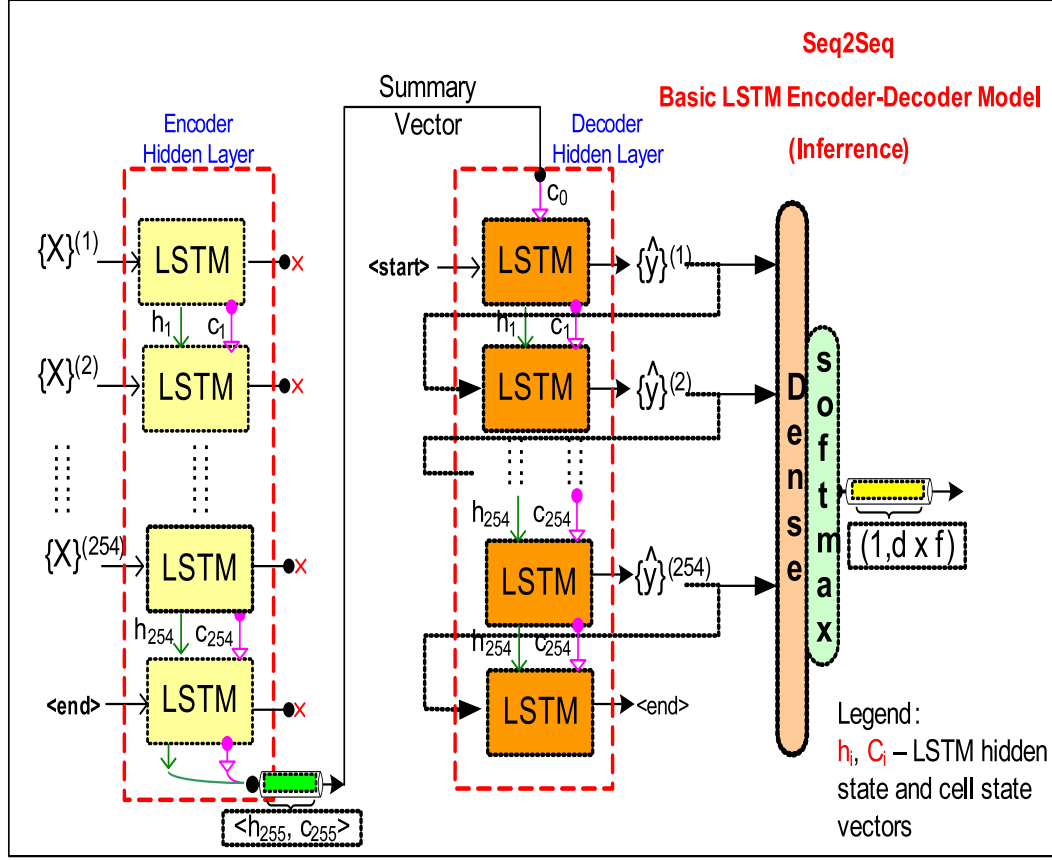 Seq2Seq
Basic LSTM Encoder-Decoder Model
(Inferrence)
Summary
Vector
Encoder
Hidden Layer
Decoder
Hidden Layer
c0
{X}(1)
LSTM
x
<start>
LSTM
{ŷ}(1)
h1
c1
h1
c1
{X}(2)
LSTM
x
LSTM
{ŷ}(2)
h254
c254
{X}(254)
LSTM
x
LSTM
{ŷ}(254)
h254
c254
h254
c254
<end>
LSTM
x
LSTM
<end>
<h255, c255>
Dense
softmax
(1,d x f)
Legend :
hi, Ci – LSTM hidden
state and cell state
vectors